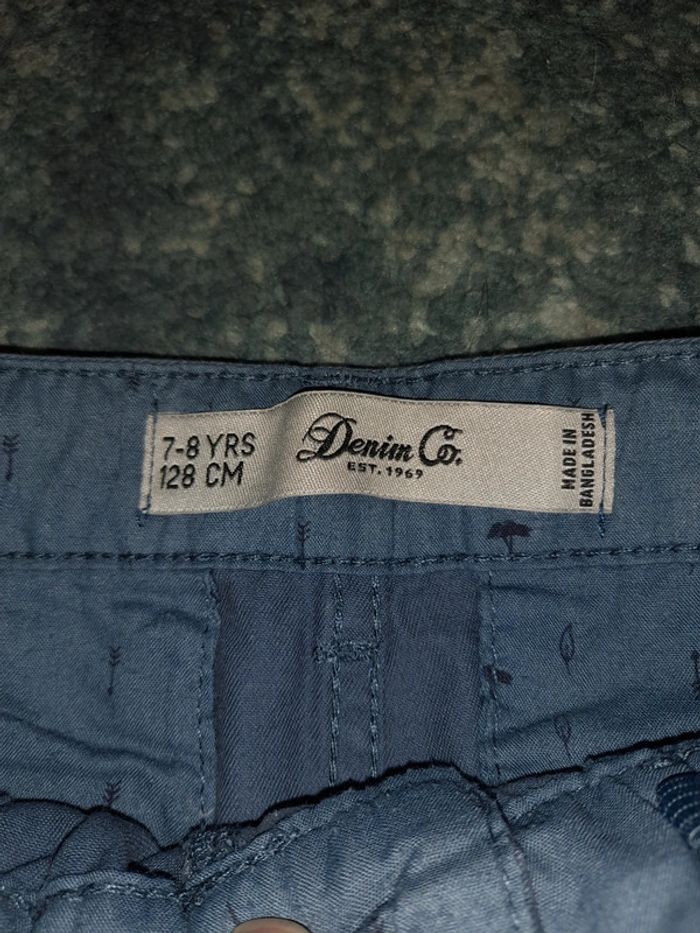 7-8 YRS
128 CM
Denim Co.
EST. 1969
MADE IN
BANGLADESH